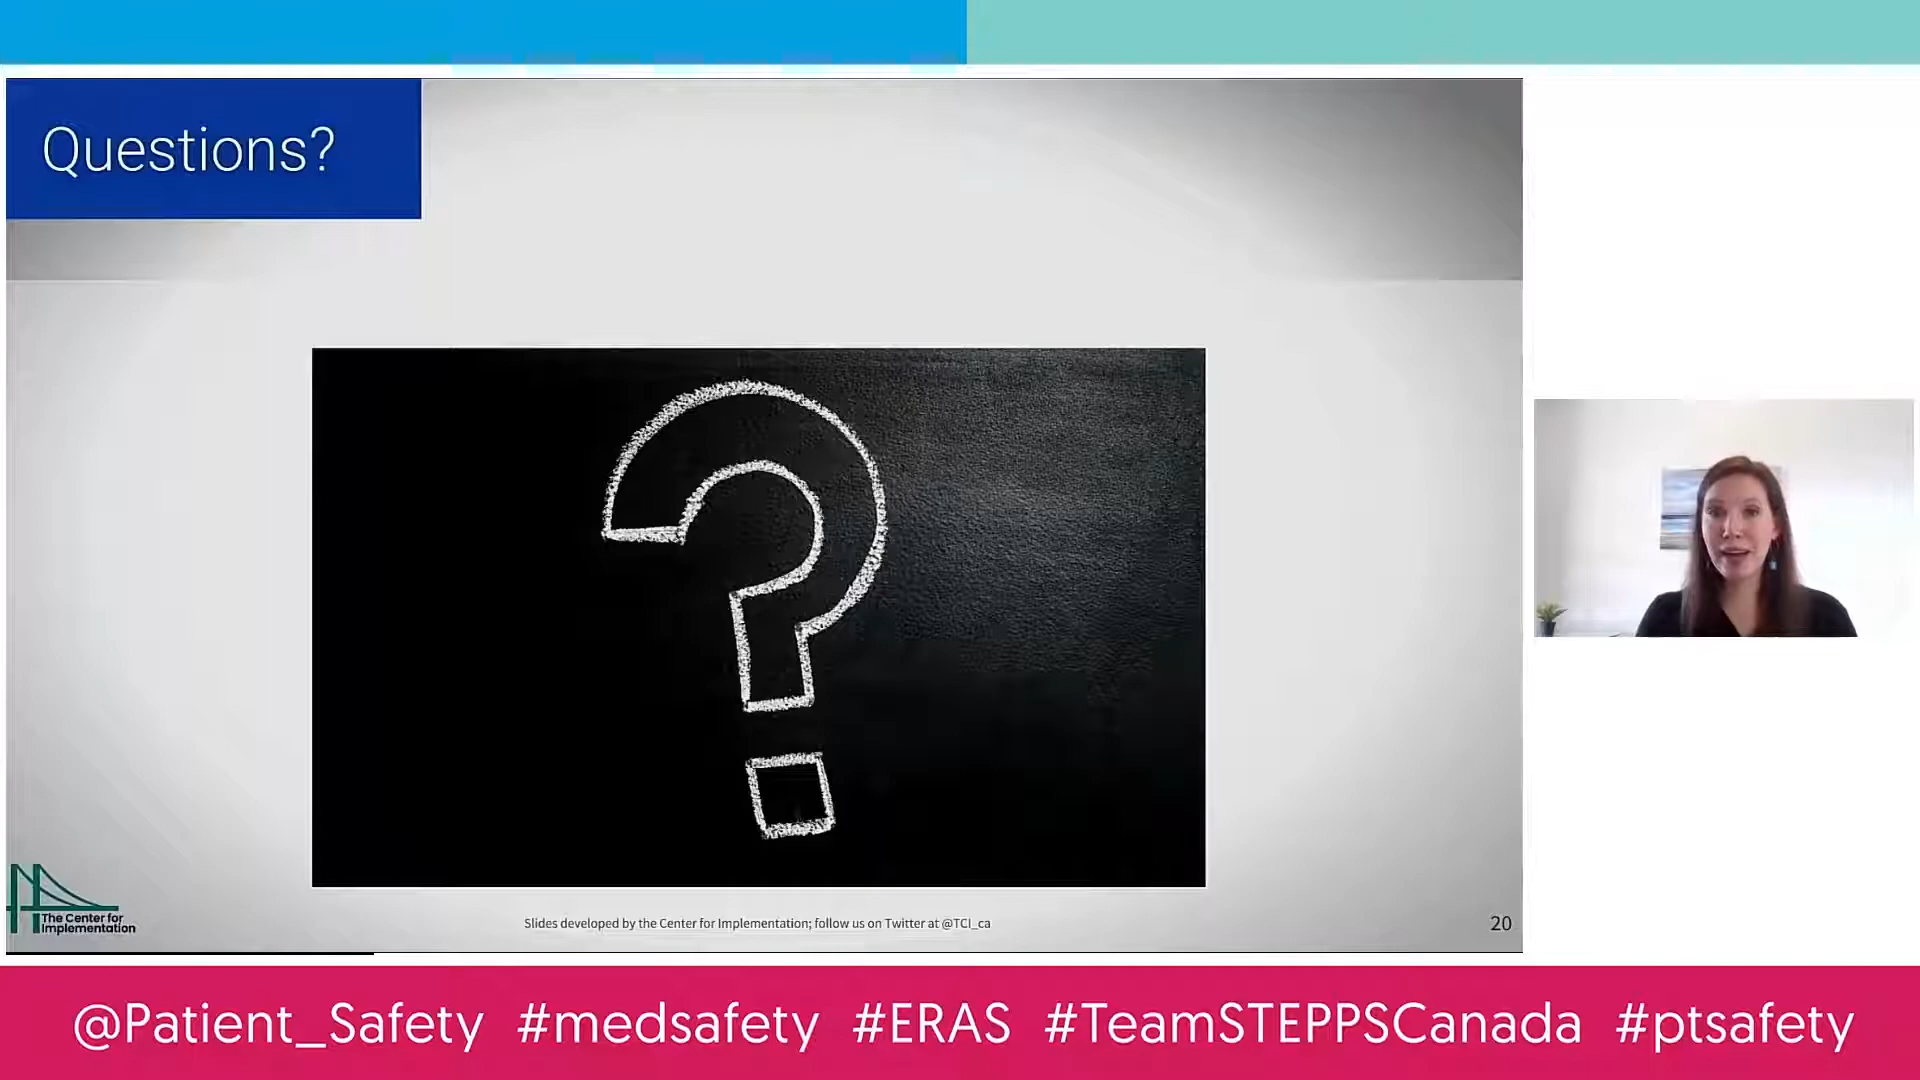 Questions?
The Center for
Implementation
Slides developed by the Center for Implementation; follow us on Twitter at @TCI_ca
20
@Patient_Safety #medsafety #ERAS #TeamSTEPPSCanada #ptsafety